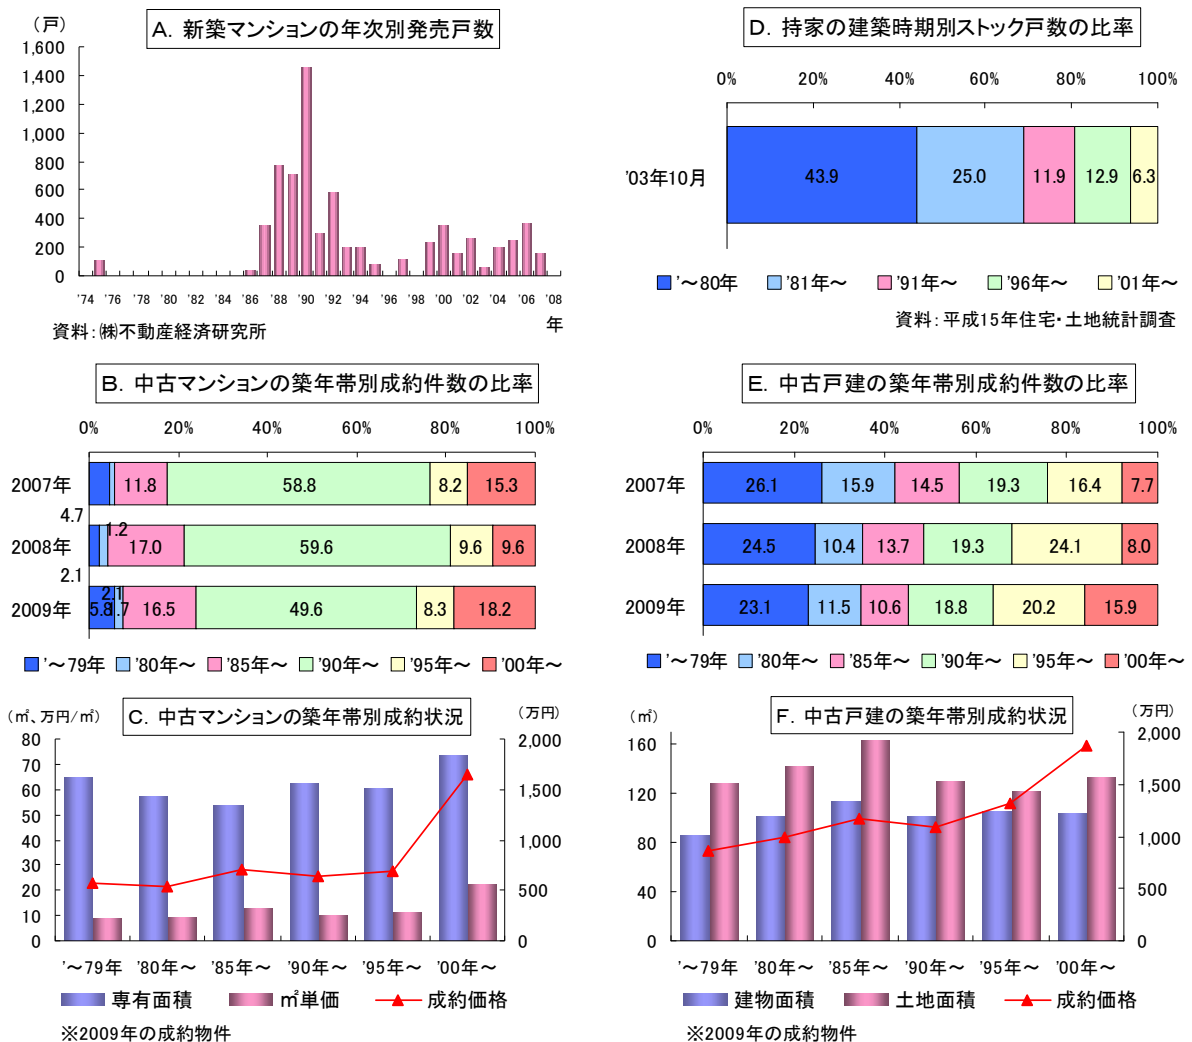 A. 新築マンションの年次別発売戸数
(戸)
1,600
1,400
1,200
1,000
800
600
400
200
0
'74 '76 '78 '80 '82 '84 '86 '88 '90 '92 '94 '96 '98 '00 '02 '04 '06 '08
年
資料：㈱不動産経済研究所
D. 持家の建築時期別ストック戸数の比率
0% 20% 40% 60% 80% 100%
'03年10月 43.9 25.0 11.9 12.9 6.3
'～80年 '81年～ '91年～ '96年～ '01年～
資料：平成15年住宅・土地統計調査
B. 中古マンションの築年帯別成約件数の比率
0% 20% 40% 60% 80% 100%
2007年 11.8 58.8 8.2 15.3
4.7 1.2
2008年 17.0 59.6 9.6 9.6
2.1 2.1
2009年 5.8 1.7 16.5 49.6 8.3 18.2
'～79年 '80年～ '85年～ '90年～ '95年～ '00年～
E. 中古戸建の築年帯別成約件数の比率
0% 20% 40% 60% 80% 100%
2007年 26.1 15.9 14.5 19.3 16.4 7.7
2008年 24.5 10.4 13.7 19.3 24.1 8.0
2009年 23.1 11.5 10.6 18.8 20.2 15.9
'～79年 '80年～ '85年～ '90年～ '95年～ '00年～
C. 中古マンションの築年帯別成約状況
(㎡、万円/㎡)
(万円)
80
70
60
50
40
30
20
10
0
2,000
1,500
1,000
500
0
'～79年 '80年～ '85年～ '90年～ '95年～ '00年～
専有面積 ㎡単価 成約価格
※2009年の成約物件
F. 中古戸建の築年帯別成約状況
(㎡)
(万円)
160
120
80
40
0
2,000
1,500
1,000
500
0
'～79年 '80年～ '85年～ '90年～ '95年～ '00年～
建物面積 土地面積 成約価格
※2009年の成約物件